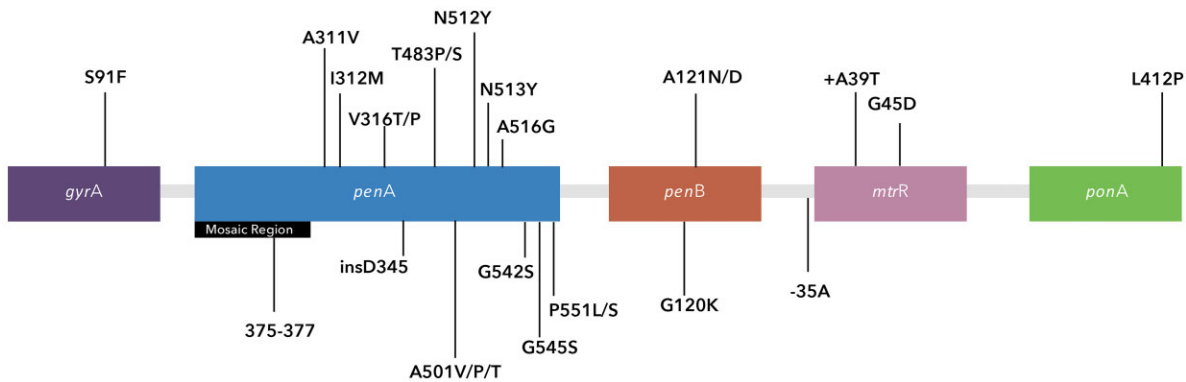 N512Y
A311V
T483P/S
S91F
I312M
A121N/D
+A39T
L412P
N513Y
G45D
V316T/P
A516G
gyrA
penA
penB
mtrR
ponA
Mosaic Region
insD345
G542S
-35A
P551L/S
G120K
375-377
G545S
A501V/P/T